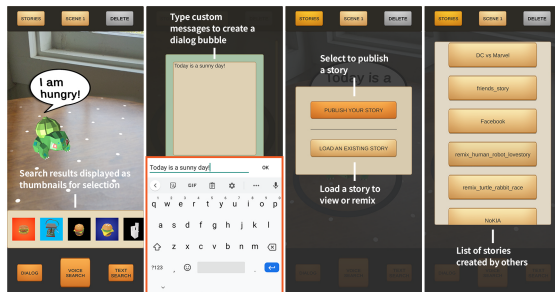 STORIES
SCENE 1
DELETE
I am
hungry!
Search results displayed as
thumbnails for selection
DIALOG
VOICE
SEARCH
TEXT
SEARCH
Type custom
messages to create a
dialog bubble
Today is a sunny day!
Today is a sunny day!
OK
GIF
q w e r t y u i o p
a s d f g h j k l
z x c v b n m
?123 , .
STORIES
SCENE 1
DELETE
Select to publish
a story
PUBLISH YOUR STORY
LOAD AN EXISTING STORY
Load a story to
view or remix
STORIES
SCENE 1
DELETE
DC vs Marvel
friends_story
Facebook
remix_human_robot_lovestory
remix_turtle_rabbit_race
NoKIA
List of stories
created by others